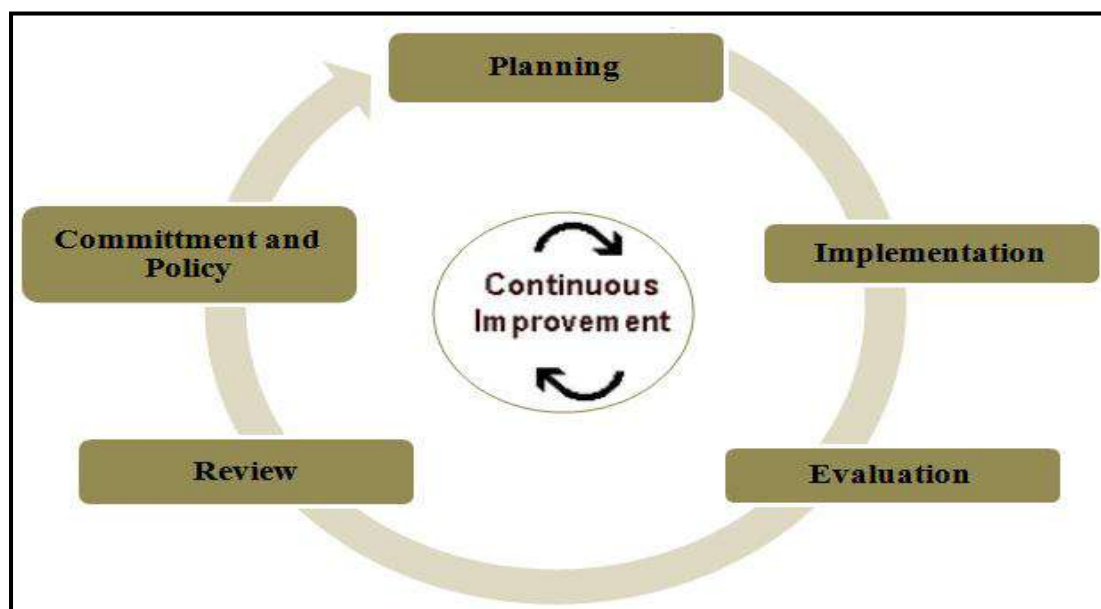 Planning
Committment and
Policy
Implementation
Continuous
Improvement
Review
Evaluation